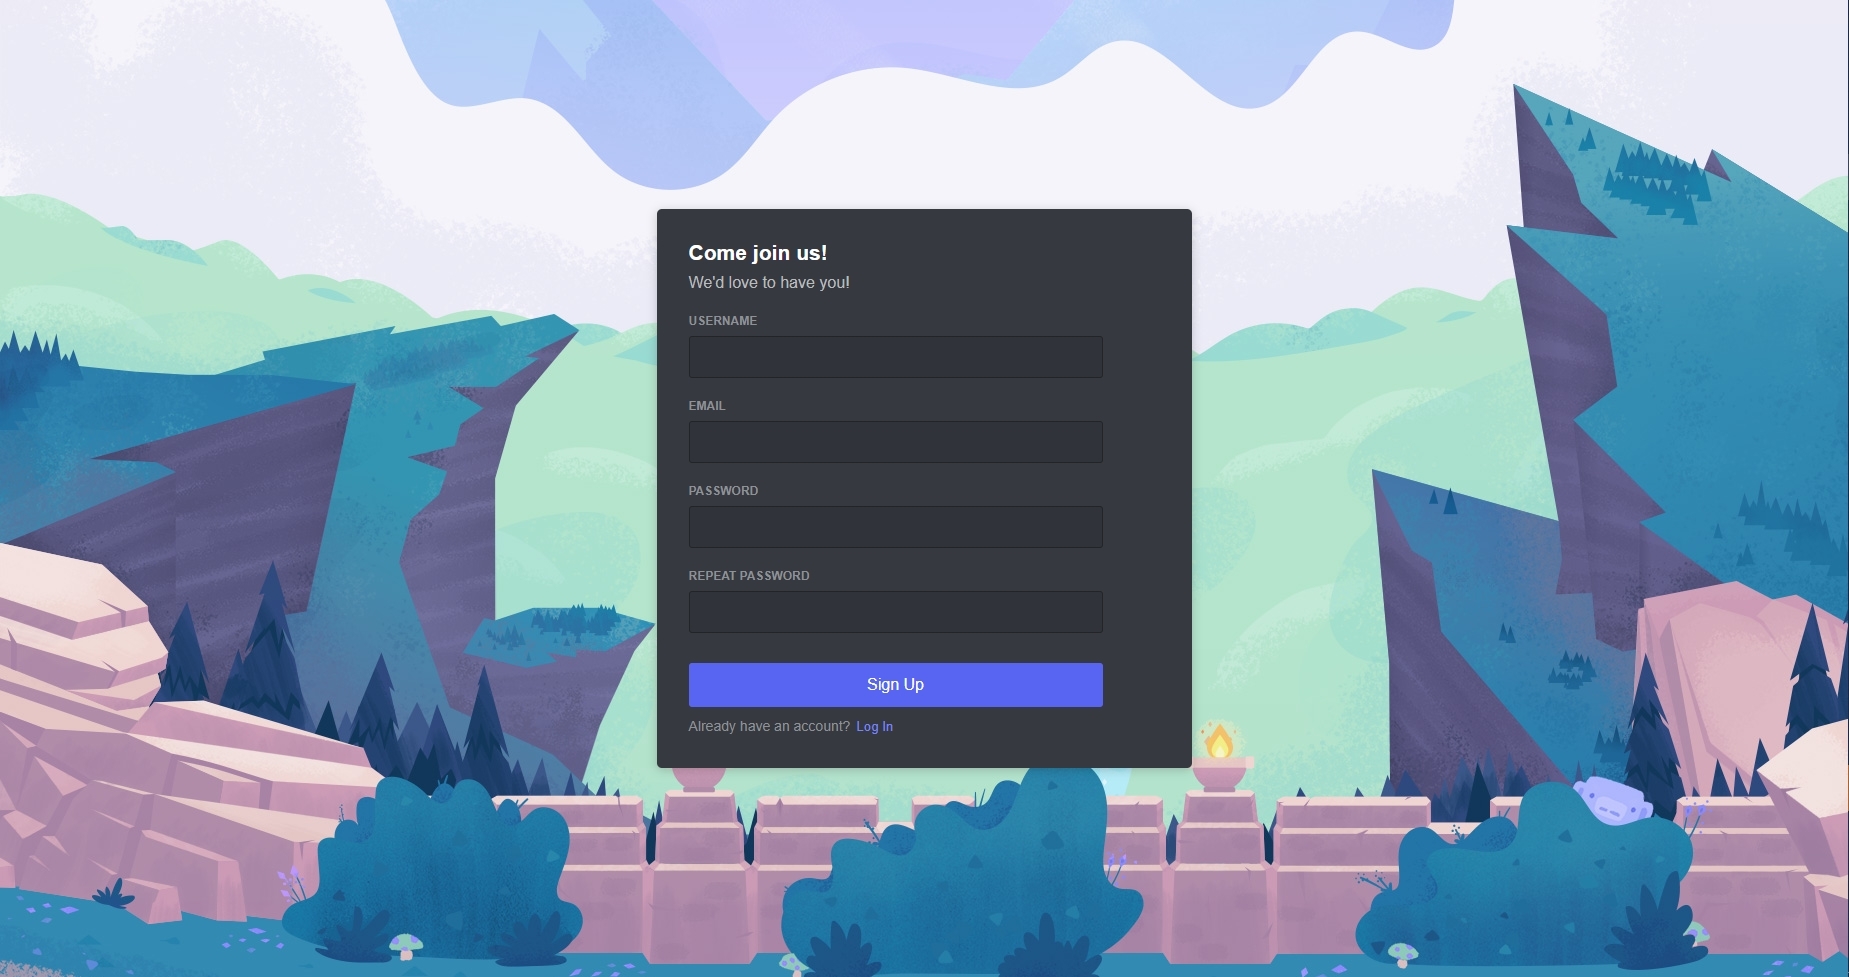 Come join us!
We'd love to have you!
USERNAME
EMAIL
PASSWORD
REPEAT PASSWORD
Sign Up
Already have an account? Log In